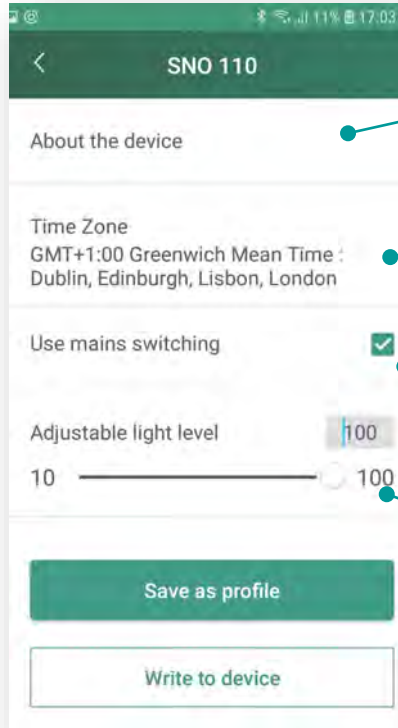 11% 17:03
SNO 110
About the device
Time Zone
GMT+1:00 Greenwich Mean Time :
Dublin, Edinburgh, Lisbon, London
Use mains switching
Adjustable light level 100
10 100
Save as profile
Write to device